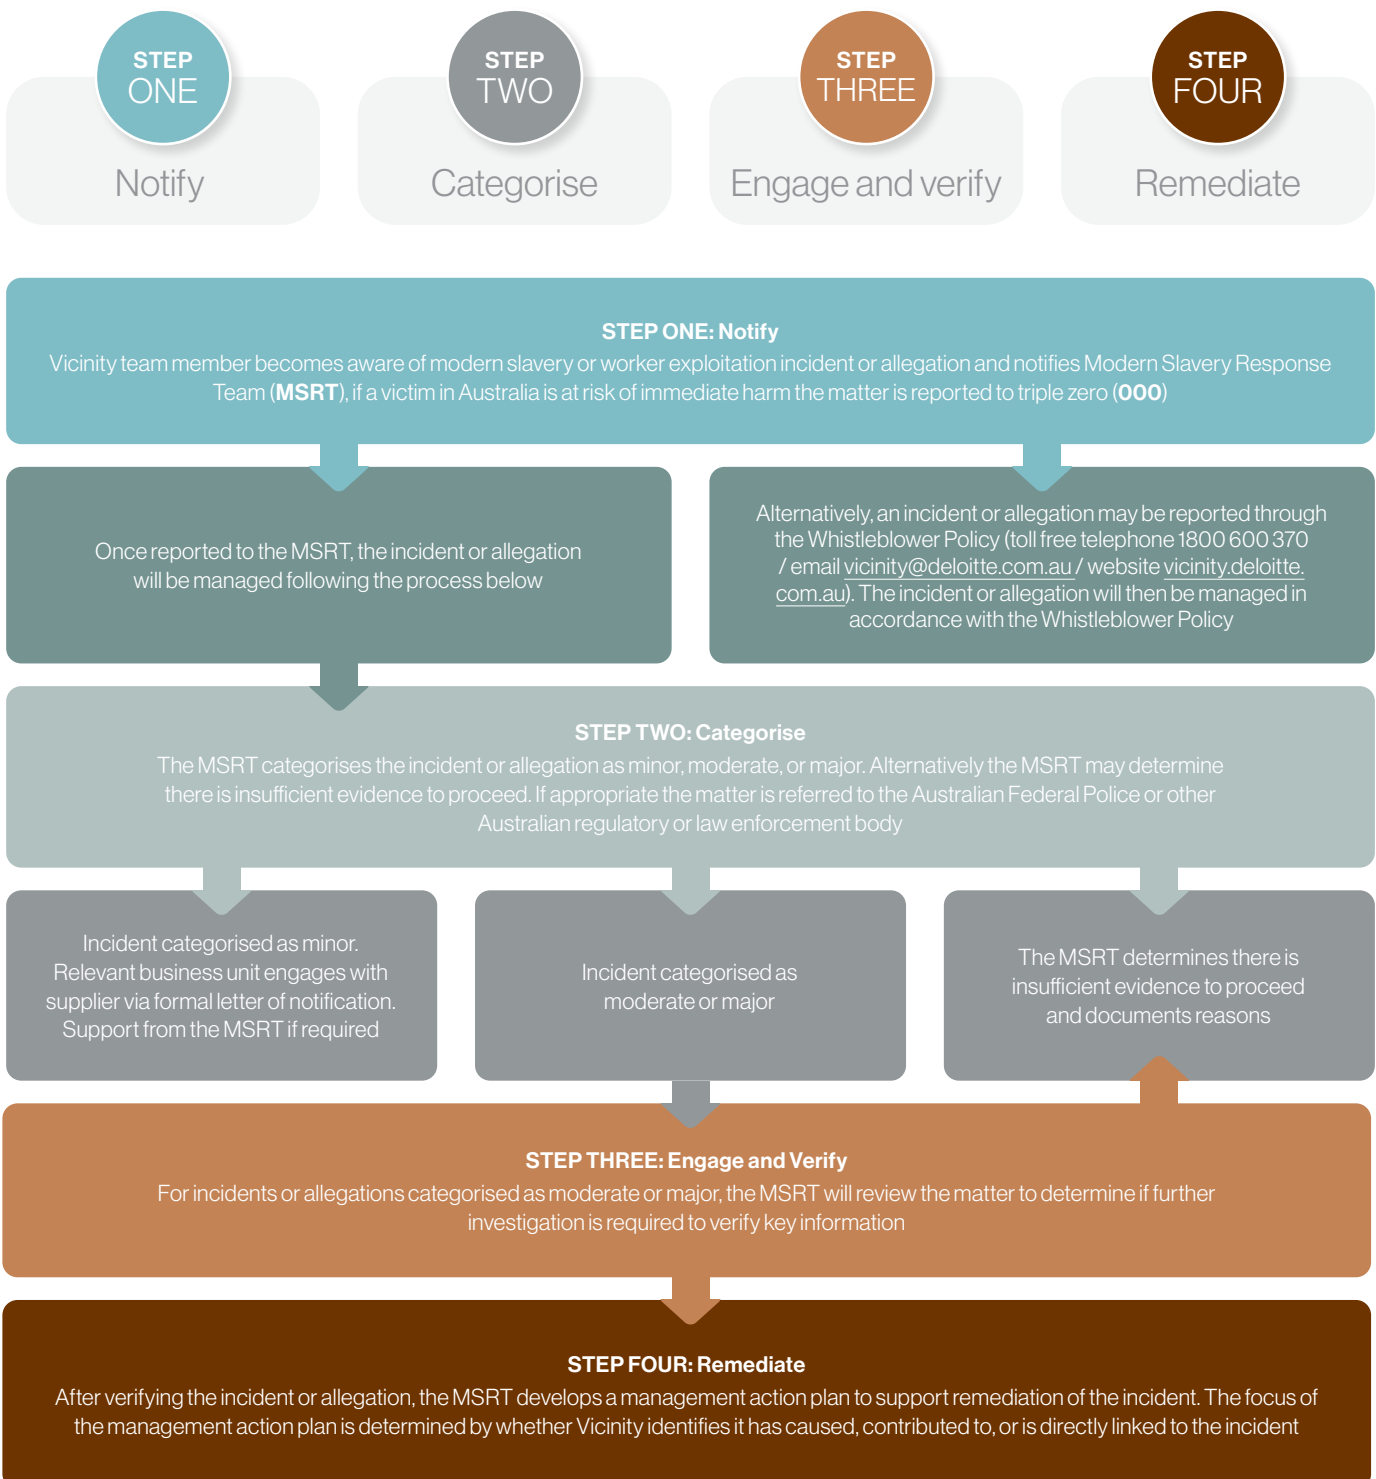 STEP
ONE
Notify
STEP
TWO
Categorise
STEP
THREE
Engage and verify
STEP
FOUR
Remediate
STEP ONE: Notify
Vicinity team member becomes aware of modern slavery or worker exploitation incident or allegation and notifies Modern Slavery Response
Team (MSRT), if a victim in Australia is at risk of immediate harm the matter is reported to triple zero (000)
Once reported to the MSRT, the incident or allegation
will be managed following the process below
Alternatively, an incident or allegation may be reported through
the Whistleblower Policy (toll free telephone 1800 600 370
/ email vicinity@deloitte.com.au / website vicinity.deloitte.
com.au). The incident or allegation will then be managed in
accordance with the Whistleblower Policy
STEP TWO: Categorise
The MSRT categorises the incident or allegation as minor, moderate, or major. Alternatively the MSRT may determine
there is insufficient evidence to proceed. If appropriate the matter is referred to the Australian Federal Police or other
Australian regulatory or law enforcement body
Incident categorised as minor.
Relevant business unit engages with
supplier via formal letter of notification.
Support from the MSRT if required
Incident categorised as
moderate or major
The MSRT determines there is
insufficient evidence to proceed
and documents reasons
STEP THREE: Engage and Verify
For incidents or allegations categorised as moderate or major, the MSRT will review the matter to determine if further
investigation is required to verify key information
STEP FOUR: Remediate
After verifying the incident or allegation, the MSRT develops a management action plan to support remediation of the incident. The focus of
the management action plan is determined by whether Vicinity identifies it has caused, contributed to, or is directly linked to the incident